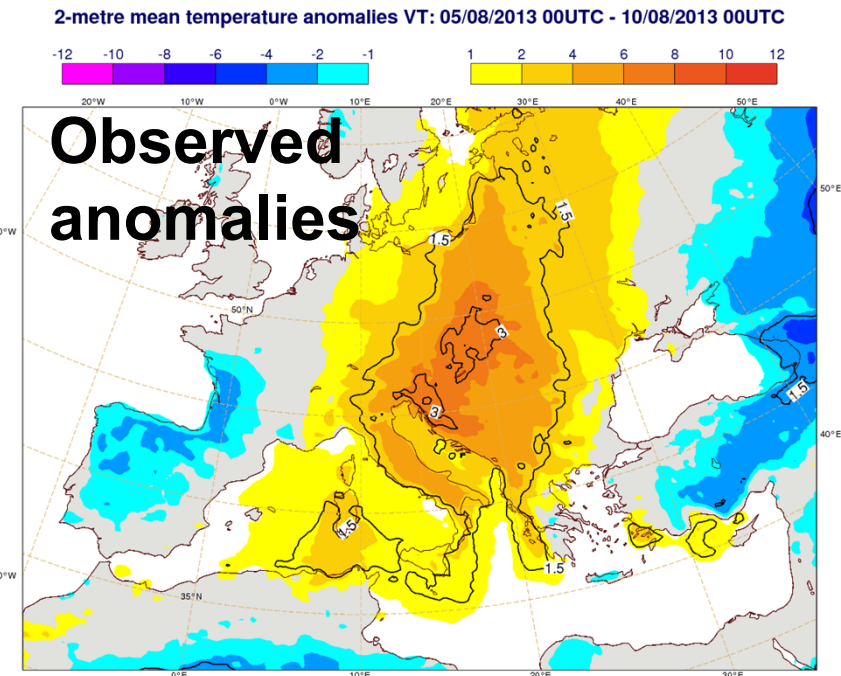 2-metre mean temperature anomalies VT: 05/08/2013 00UTC - 10/08/2013 00UTC
-12 -10 -8 -6 -4 -2 -1 1 2 4 6 8 10 12
20°W 10°W 0°W 10°E 20°E 30°E 40°E 50°E
Observed
anomalies
50°E
1.5
1.5
0°W
50°N
3
1.5
3
40°E
1.5
0°W
1.5
35°N
0°E 10°E 20°E 30°E